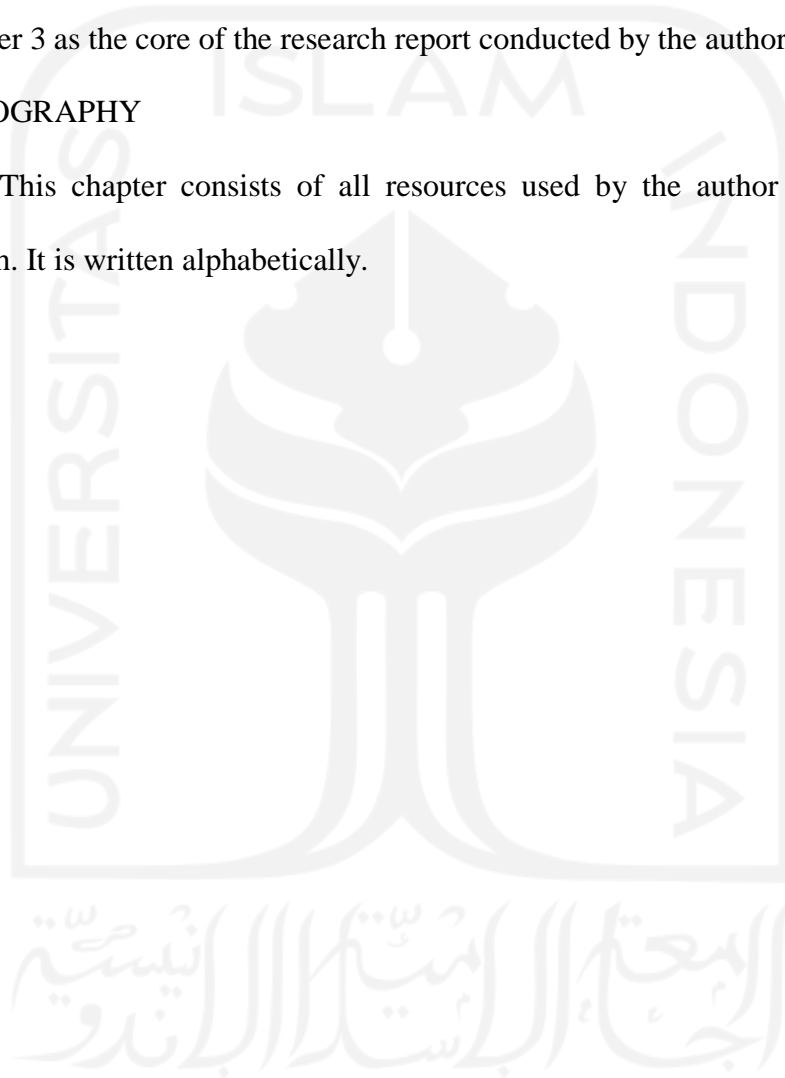 er 3 as the core of the research report conducted by the author
ISLAM
OGRAPHY
This chapter consists of all resources used by the author
n. It is written alphabetically.
UNIVERSITAS
INDONESIA